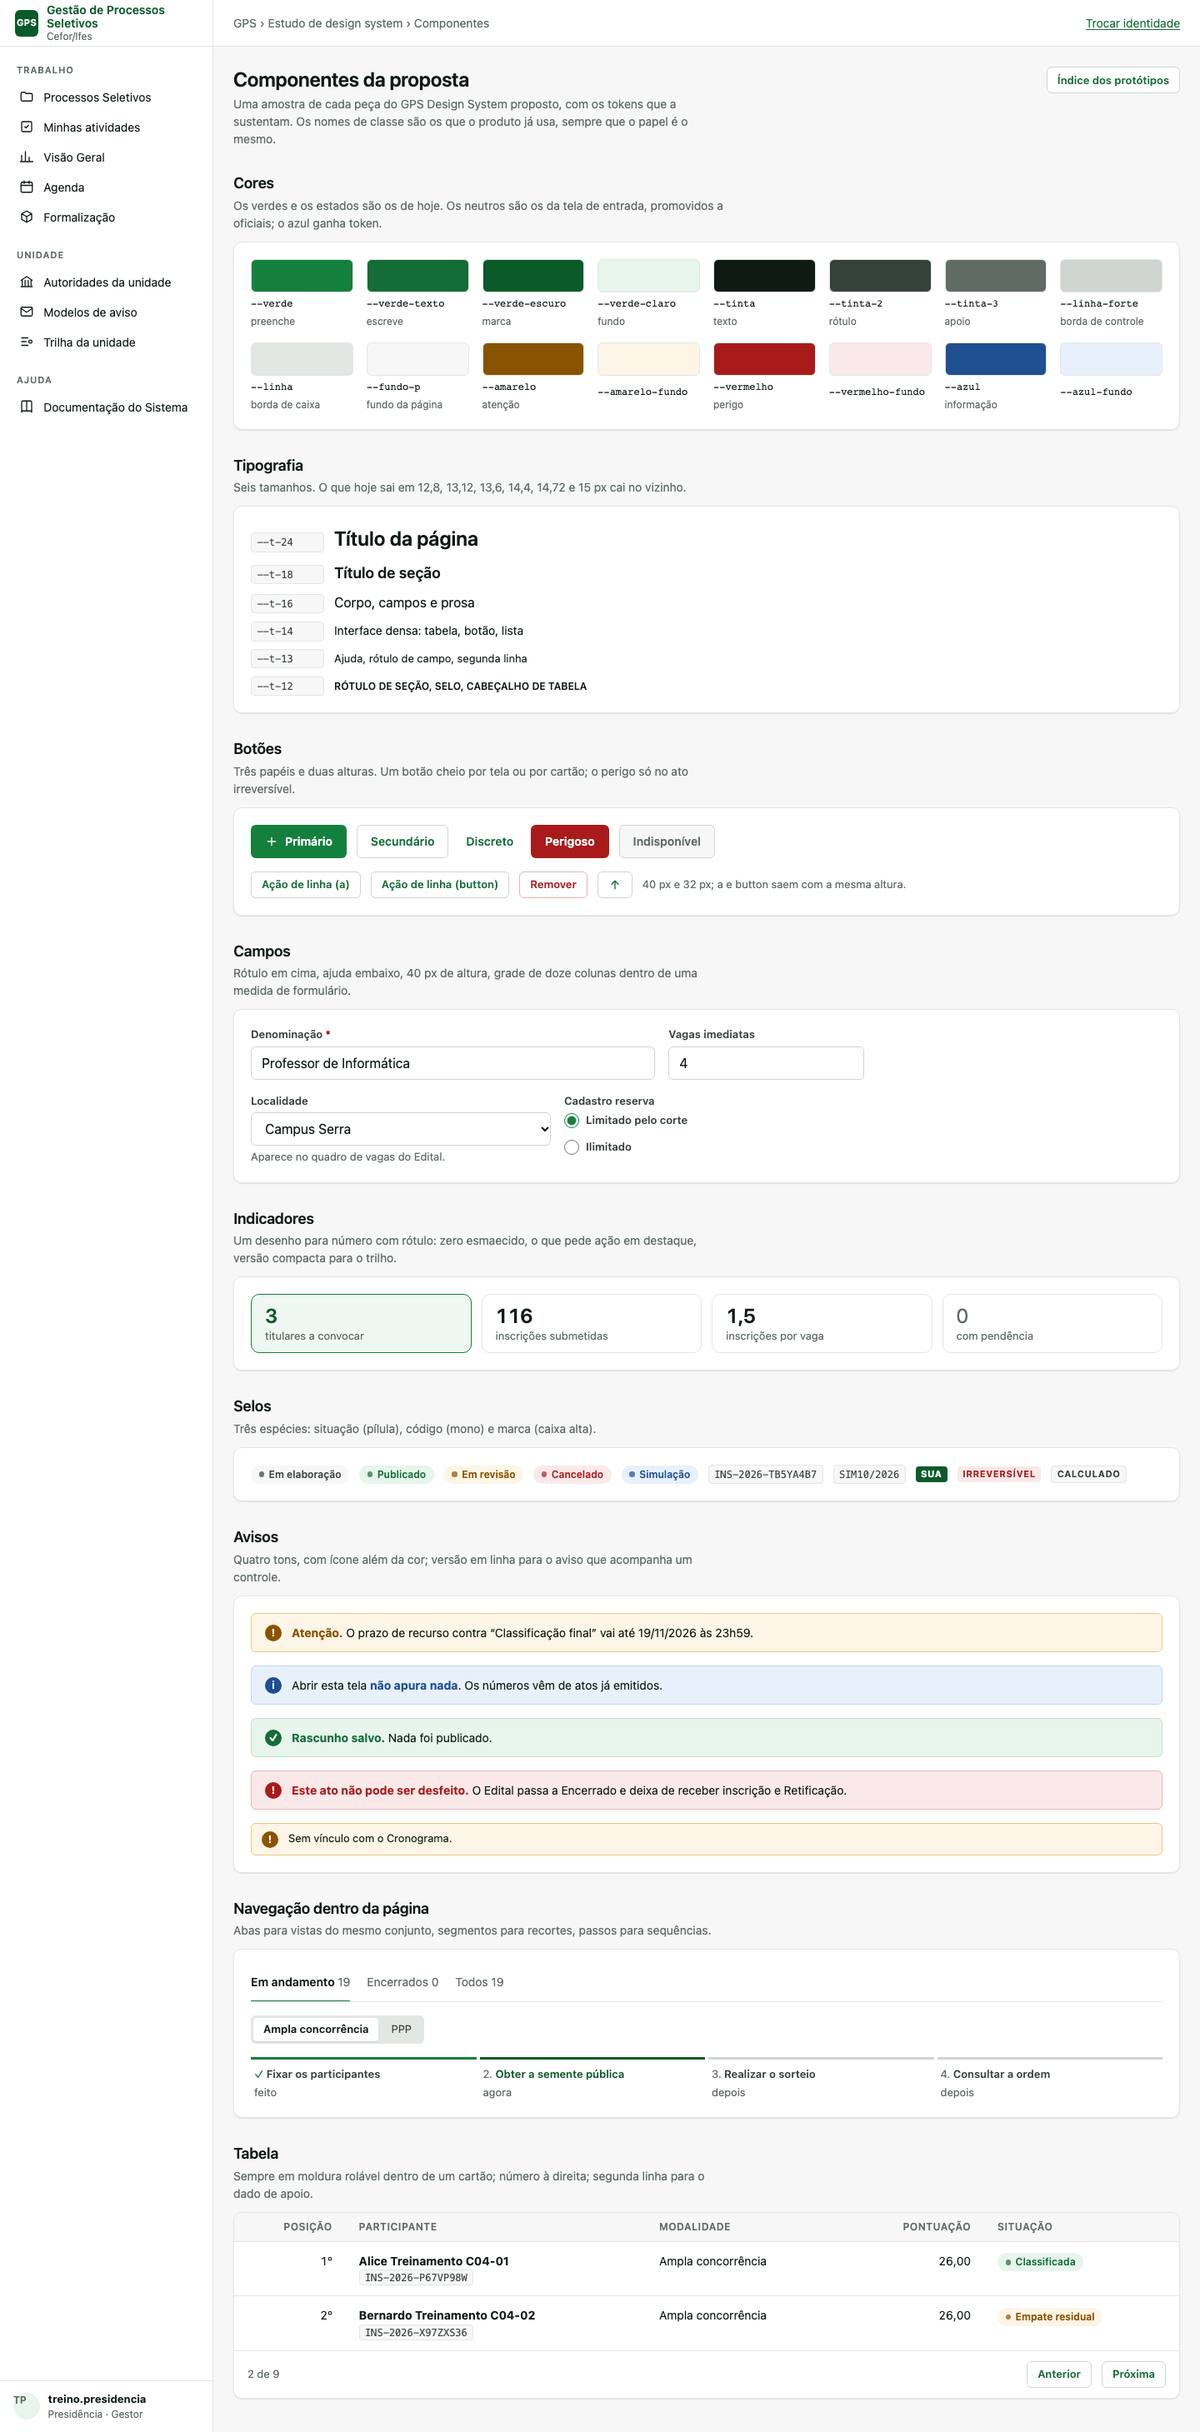 GPS
Gestão de Processos
Seletivos
Cefor/Ifes
GPS › Estudo de design system › Componentes
Trocar identidade
TRABALHO
Processos Seletivos
Minhas atividades
Visão Geral
Agenda
Formalização
UNIDADE
Autoridades da unidade
Modelos de aviso
Trilha da unidade
AJUDA
Documentação do Sistema
Componentes da proposta
Índice dos protótipos
Uma amostra de cada peça do GPS Design System proposto, com os tokens que a
sustentam. Os nomes de classe são os que o produto já usa, sempre que o papel é o
mesmo.
Cores
Os verdes e os estados são os de hoje. Os neutros são os da tela de entrada, promovidos a
oficiais; o azul ganha token.
--verde --verde-texto --verde-escuro --verde-claro --tinta --tinta-2 --tinta-3 --linha-forte
preenche escreve marca fundo texto rótulo apoio borda de controle
--linha --fundo-p --amarelo --amarelo-fundo --vermelho --vermelho-fundo --azul --azul-fundo
borda de caixa fundo da página atenção perigo informação
Tipografia
Seis tamanhos. O que hoje sai em 12,8, 13,12, 13,6, 14,4, 14,72 e 15 px cai no vizinho.
--t-24 Título da página
--t-18 Título de seção
--t-16 Corpo, campos e prosa
--t-14 Interface densa: tabela, botão, lista
--t-13 Ajuda, rótulo de campo, segunda linha
--t-12 RÓTULO DE SEÇÃO, SELO, CABEÇALHO DE TABELA
Botões
Três papéis e duas alturas. Um botão cheio por tela ou por cartão; o perigo só no ato
irreversível.
+ Primário Secundário Discreto Perigoso Indisponível
Ação de linha (a) Ação de linha (button) Remover ↑ 40 px e 32 px; a e button saem com a mesma altura.
Campos
Rótulo em cima, ajuda embaixo, 40 px de altura, grade de doze colunas dentro de uma
medida de formulário.
Denominação * Vagas imediatas
Professor de Informática 4
Localidade Cadastro reserva
Campus Serra Limitado pelo corte
Ilimitado
Aparece no quadro de vagas do Edital.
Indicadores
Um desenho para número com rótulo: zero esmaecido, o que pede ação em destaque,
versão compacta para o trilho.
3 116 1,5 0
titulares a convocar inscrições submetidas inscrições por vaga com pendência
Selos
Três espécies: situação (pílula), código (mono) e marca (caixa alta).
Em elaboração Publicado Em revisão Cancelado Simulação INS-2026-TB5YA4B7 SIM10/2026 SUA IRREVERSÍVEL CALCULADO
Avisos
Quatro tons, com ícone além da cor; versão em linha para o aviso que acompanha um
controle.
! Atenção. O prazo de recurso contra “Classificação final” vai até 19/11/2026 às 23h59.
i Abrir esta tela não apura nada. Os números vêm de atos já emitidos.
✓ Rascunho salvo. Nada foi publicado.
! Este ato não pode ser desfeito. O Edital passa a Encerrado e deixa de receber inscrição e Retificação.
! Sem vínculo com o Cronograma.
Navegação dentro da página
Abas para vistas do mesmo conjunto, segmentos para recortes, passos para sequências.
Em andamento 19 Encerrados 0 Todos 19
Ampla concorrência PPP
✓ Fixar os participantes 2. Obter a semente pública 3. Realizar o sorteio 4. Consultar a ordem
feito agora depois depois
Tabela
Sempre em moldura rolável dentro de um cartão; número à direita; segunda linha para o
dado de apoio.
POSIÇÃO PARTICIPANTE MODALIDADE PONTUAÇÃO SITUAÇÃO
1º Alice Treinamento C04-01 Ampla concorrência 26,00 Classificada
INS-2026-P67VP98W
2º Bernardo Treinamento C04-02 Ampla concorrência 26,00 Empate residual
INS-2026-X97ZXS36
2 de 9 Anterior Próxima
TP
treino.presidencia
Presidência · Gestor